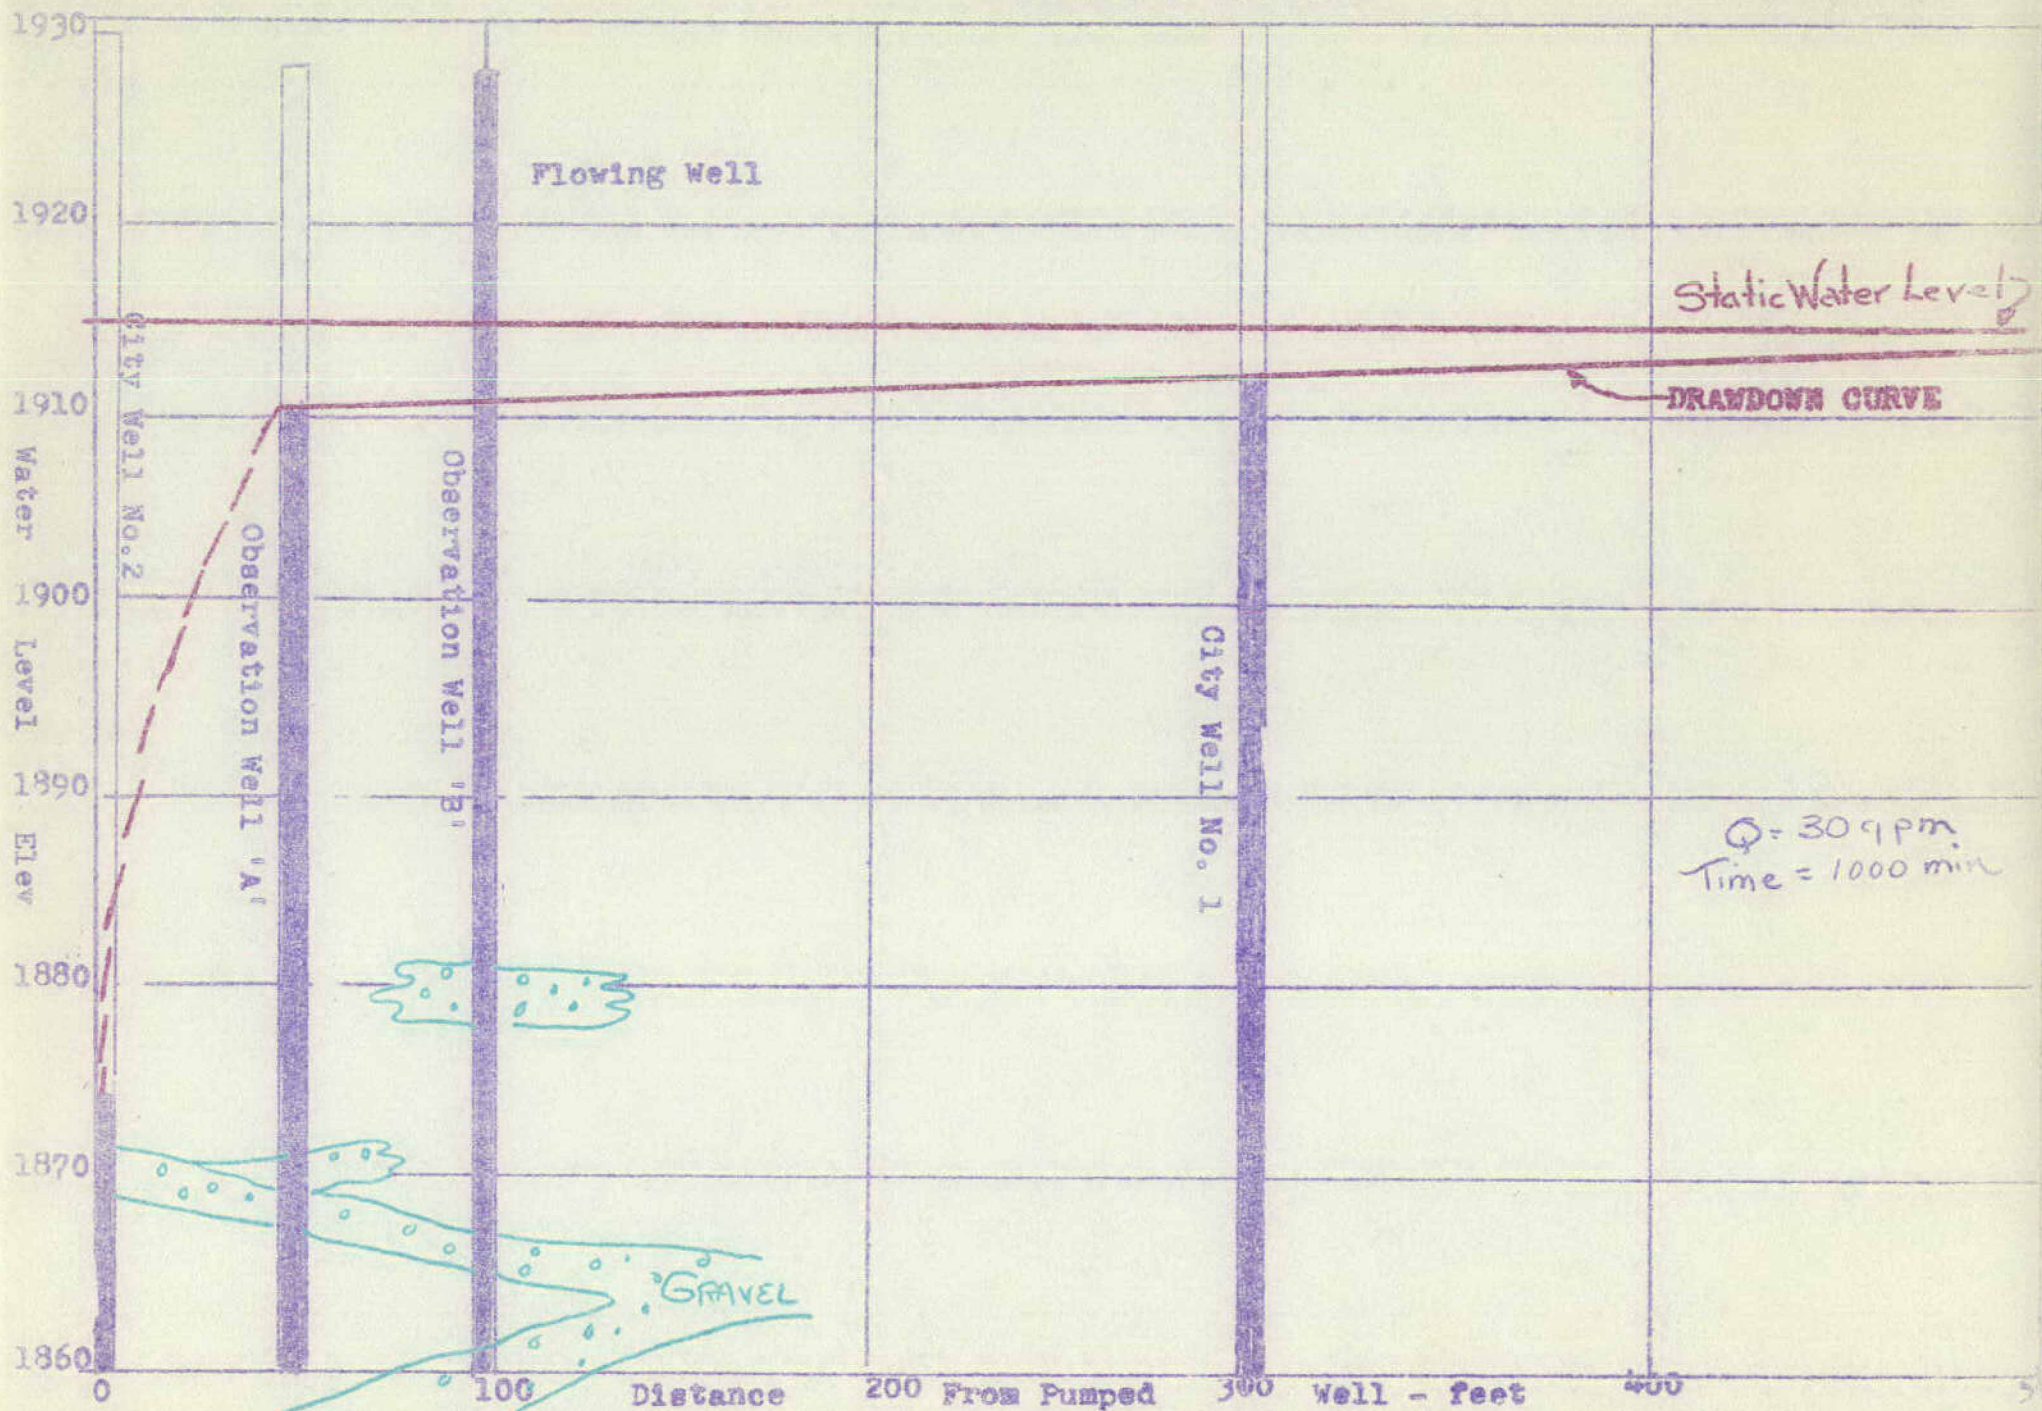 1930
Flowing Well
1920
Static Water Level
City Well No.2
1910
DRAWDOWN CURVE
Water Level Elev
Observation Well 'A'
Observation Well 'B'
1900
City Well No. 1
1890
Q = 30 gpm
Time = 1000 min
1880
1870
GRAVEL
1860
0 100 Distance 200 From Pumped 300 Well - feet 400